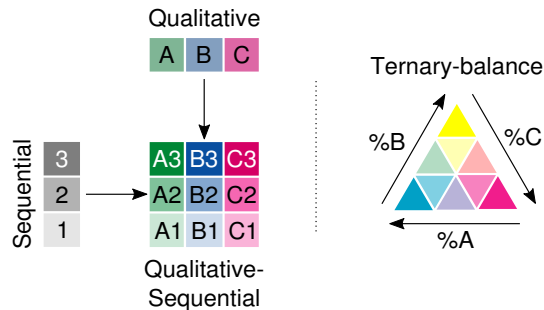 Qualitative
A B C
Sequential
3
2
1
A3 B3 C3
A2 B2 C2
A1 B1 C1
Qualitative-
Sequential
Ternary-balance
%B
%C
%A